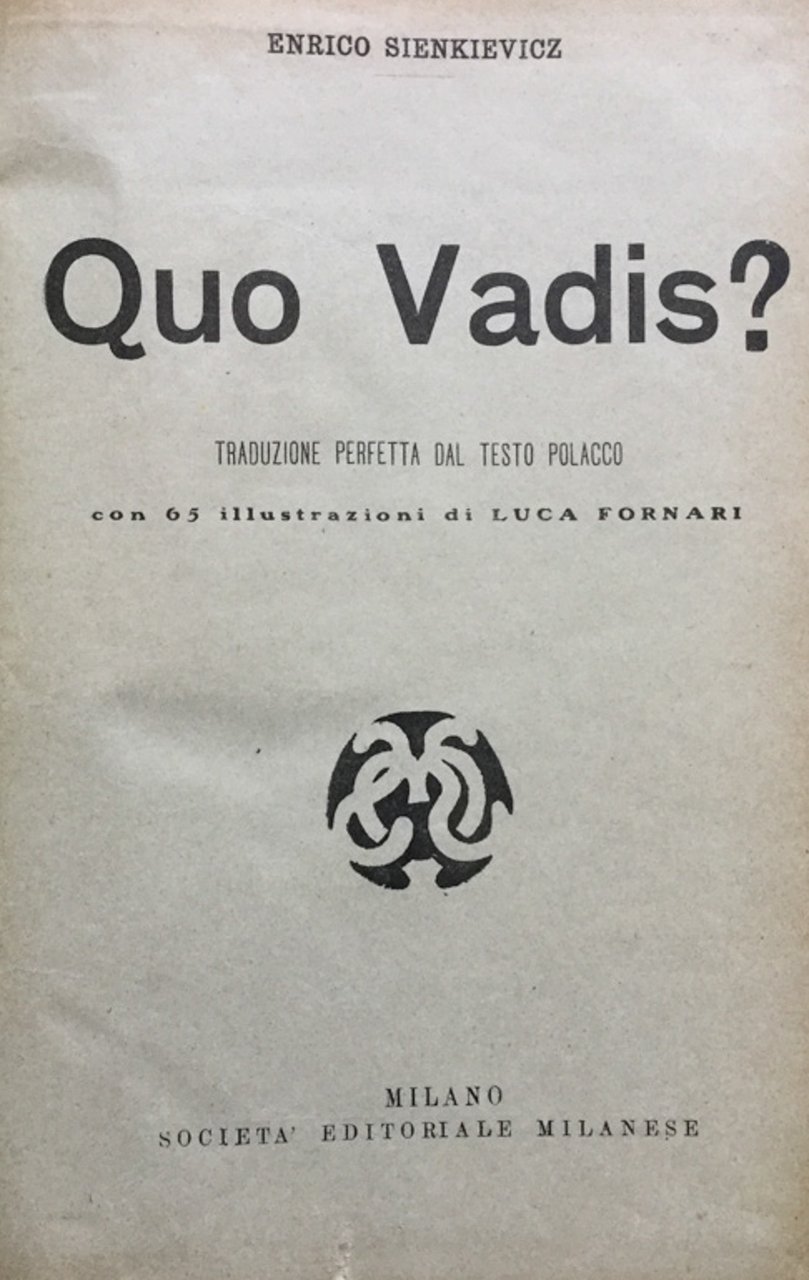 ENRICO SIENKIEVICZ
Quo Vadis?
TRADUZIONE PERFETTA DAL TESTO POLACCO
con 65 illustrazioni di LUCA FORNARI
MILANO
SOCIETA' EDITORIALE MILANESE